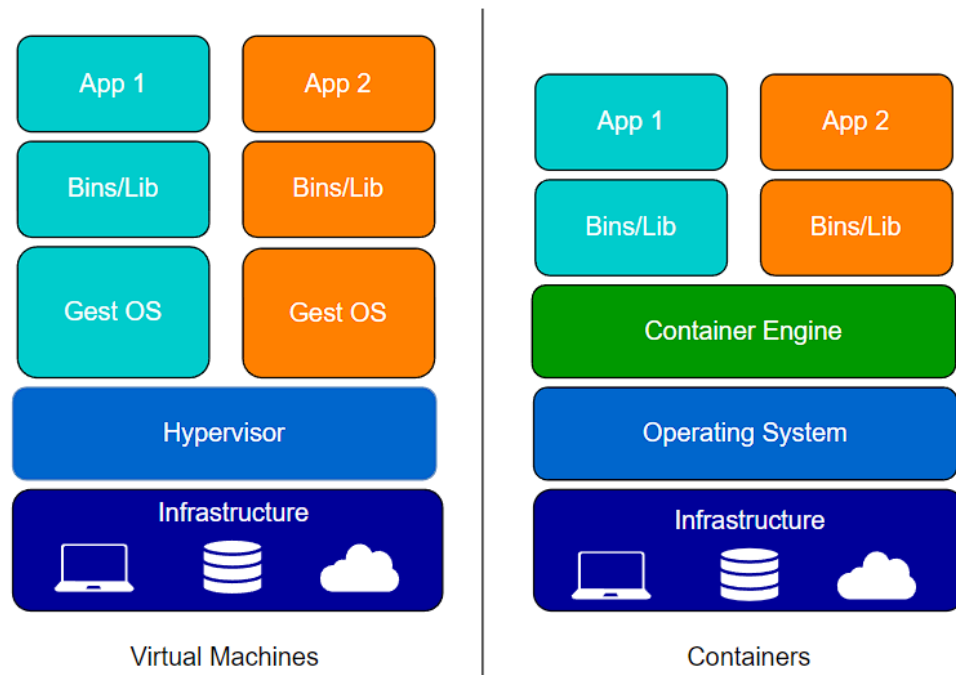 App 1
App 2
Bins/Lib
Bins/Lib
Gest OS
Gest OS
Hypervisor
Infrastructure
Virtual Machines
App 1
App 2
Bins/Lib
Bins/Lib
Container Engine
Operating System
Infrastructure
Containers